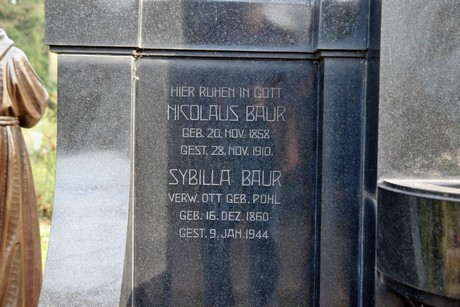 HIER RUHEN IN GOTT
NICOLAUS BAUR
GEB. 20. NOV. 1858
GEST. 28. NOV. 1910.
SYBILLA BAUR
VERW. OTT GEB. POHL
GEB. 16. DEZ. 1860
GEST. 9. JAN. 1944